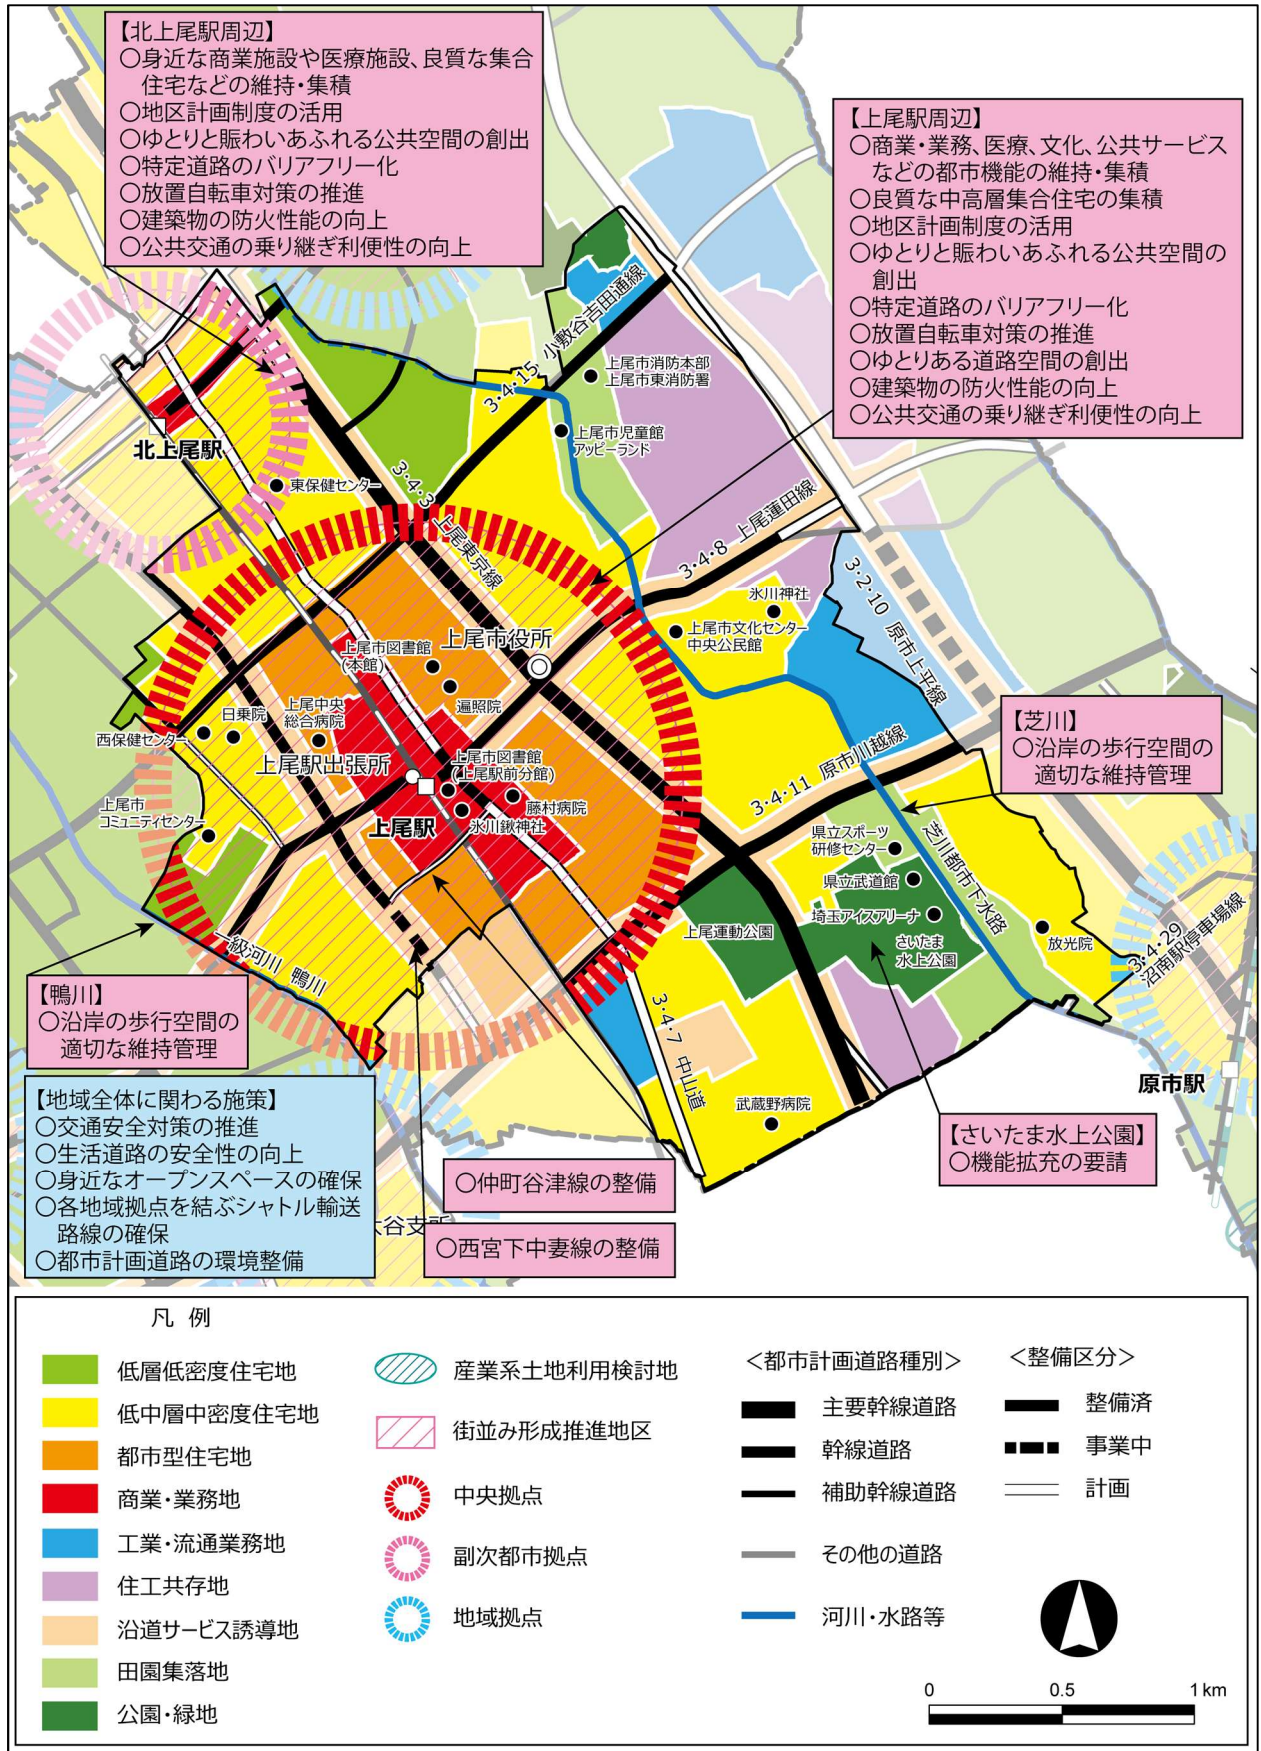 【北上尾駅周辺】
○身近な商業施設や医療施設、良質な集合
住宅などの維持・集積
○地区計画制度の活用
○ゆとりと賑わいあふれる公共空間の創出
○特定道路のバリアフリー化
○放置自転車対策の推進
○建築物の防火性能の向上
○公共交通の乗り継ぎ利便性の向上
【上尾駅周辺】
○商業・業務、医療、文化、公共サービス
などの都市機能の維持・集積
○良質な中高層集合住宅の集積
○地区計画制度の活用
○ゆとりと賑わいあふれる公共空間の
創出
○特定道路のバリアフリー化
○放置自転車対策の推進
○ゆとりある道路空間の創出
○建築物の防火性能の向上
○公共交通の乗り継ぎ利便性の向上
3・4・15 小敷谷吉田通線
上尾市消防本部
上尾市東消防署
上尾市児童館
アッピーランド
北上尾駅
東保健センター
3・4・3 上尾東京線
3・4・8 上尾蓮田線
氷川神社
上尾市文化センター
中央公民館
3・2・10 原市上平線
上尾市役所
上尾市図書館
(本館)
遍照院
上尾中央
総合病院
日乗院
西保健センター
上尾駅出張所
上尾市図書館
(上尾駅前分館)
藤村病院
氷川鍬神社
上尾駅
上尾市
コミュニティセンター
3・4・11 原市川越線
【芝川】
○沿岸の歩行空間の
適切な維持管理
県立スポーツ
研修センター
県立武道館
埼玉アイスアリーナ
さいたま
水上公園
芝川都市下水路
上尾運動公園
放光院
3・4・29
沼南駅停車場線
一級河川 鴨川
【鴨川】
○沿岸の歩行空間の
適切な維持管理
3・4・7 中山道
武蔵野病院
原市駅
【地域全体に関わる施策】
○交通安全対策の推進
○生活道路の安全性の向上
○身近なオープンスペースの確保
○各地域拠点を結ぶシャトル輸送
路線の確保
○都市計画道路の環境整備
谷支所
○仲町谷津線の整備
○西宮下中妻線の整備
【さいたま水上公園】
○機能拡充の要請
凡 例
低層低密度住宅地
低中層中密度住宅地
都市型住宅地
商業・業務地
工業・流通業務地
住工共存地
沿道サービス誘導地
田園集落地
公園・緑地
産業系土地利用検討地
街並み形成推進地区
中央拠点
副次都市拠点
地域拠点
＜都市計画道路種別＞
主要幹線道路
幹線道路
補助幹線道路
その他の道路
河川・水路等
＜整備区分＞
整備済
事業中
計画
0 0.5 1 km